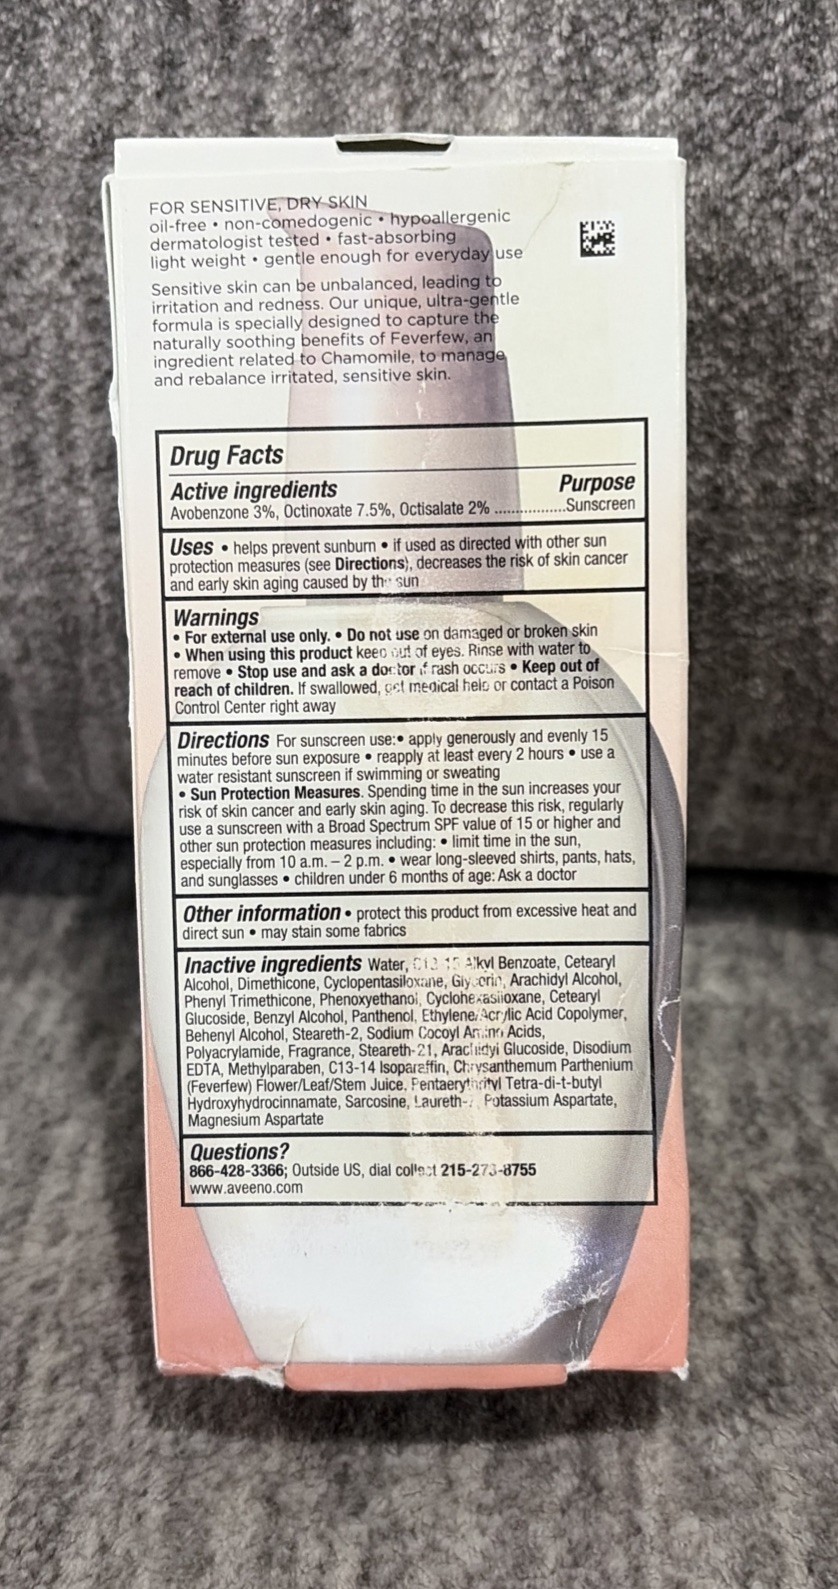 FOR SENSITIVE, DRY SKIN
oil-free • non-comedogenic • hypoallergenic
dermatologist tested • fast-absorbing
light weight • gentle enough for everyday use
Sensitive skin can be unbalanced, leading to
irritation and redness. Our unique, ultra-gentle
formula is specially designed to capture the
naturally soothing benefits of Feverfew, an
ingredient related to Chamomile, to manage
and rebalance irritated, sensitive skin.
Drug Facts
Active ingredients Purpose
Avobenzone 3%, Octinoxate 7.5%, Octisalate 2% .................Sunscreen
Uses • helps prevent sunburn • if used as directed with other sun
protection measures (see Directions), decreases the risk of skin cancer
and early skin aging caused by the sun
Warnings
• For external use only. • Do not use on damaged or broken skin
• When using this product keep out of eyes. Rinse with water to
remove • Stop use and ask a doctor if rash occurs • Keep out of
reach of children. If swallowed, get medical help or contact a Poison
Control Center right away
Directions For sunscreen use:• apply generously and evenly 15
minutes before sun exposure • reapply at least every 2 hours • use a
water resistant sunscreen if swimming or sweating
• Sun Protection Measures. Spending time in the sun increases your
risk of skin cancer and early skin aging. To decrease this risk, regularly
use a sunscreen with a Broad Spectrum SPF value of 15 or higher and
other sun protection measures including: • limit time in the sun,
especially from 10 a.m. – 2 p.m. • wear long-sleeved shirts, pants, hats,
and sunglasses • children under 6 months of age: Ask a doctor
Other information • protect this product from excessive heat and
direct sun • may stain some fabrics
Inactive ingredients Water, Alkyl Benzoate, Cetearyl
Alcohol, Dimethicone, Cyclopentasiloxane, Glycerin, Arachidyl Alcohol,
Phenyl Trimethicone, Phenoxyethanol, Cyclohexasiloxane, Cetearyl
Glucoside, Benzyl Alcohol, Panthenol, Ethylene/Acrylic Acid Copolymer,
Behenyl Alcohol, Steareth-2, Sodium Cocoyl Amino Acids,
Polyacrylamide, Fragrance, Steareth-21, Arachidyl Glucoside, Disodium
EDTA, Methylparaben, C13-14 Isoparaffin, Chrysanthemum Parthenium
(Feverfew) Flower/Leaf/Stem Juice, Pentaerythrityl Tetra-di-t-butyl
Hydroxyhydrocinnamate, Sarcosine, Potassium Aspartate,
Magnesium Aspartate
Questions?
866-428-3366; Outside US, dial collect 215-273-8755
www.aveeno.com